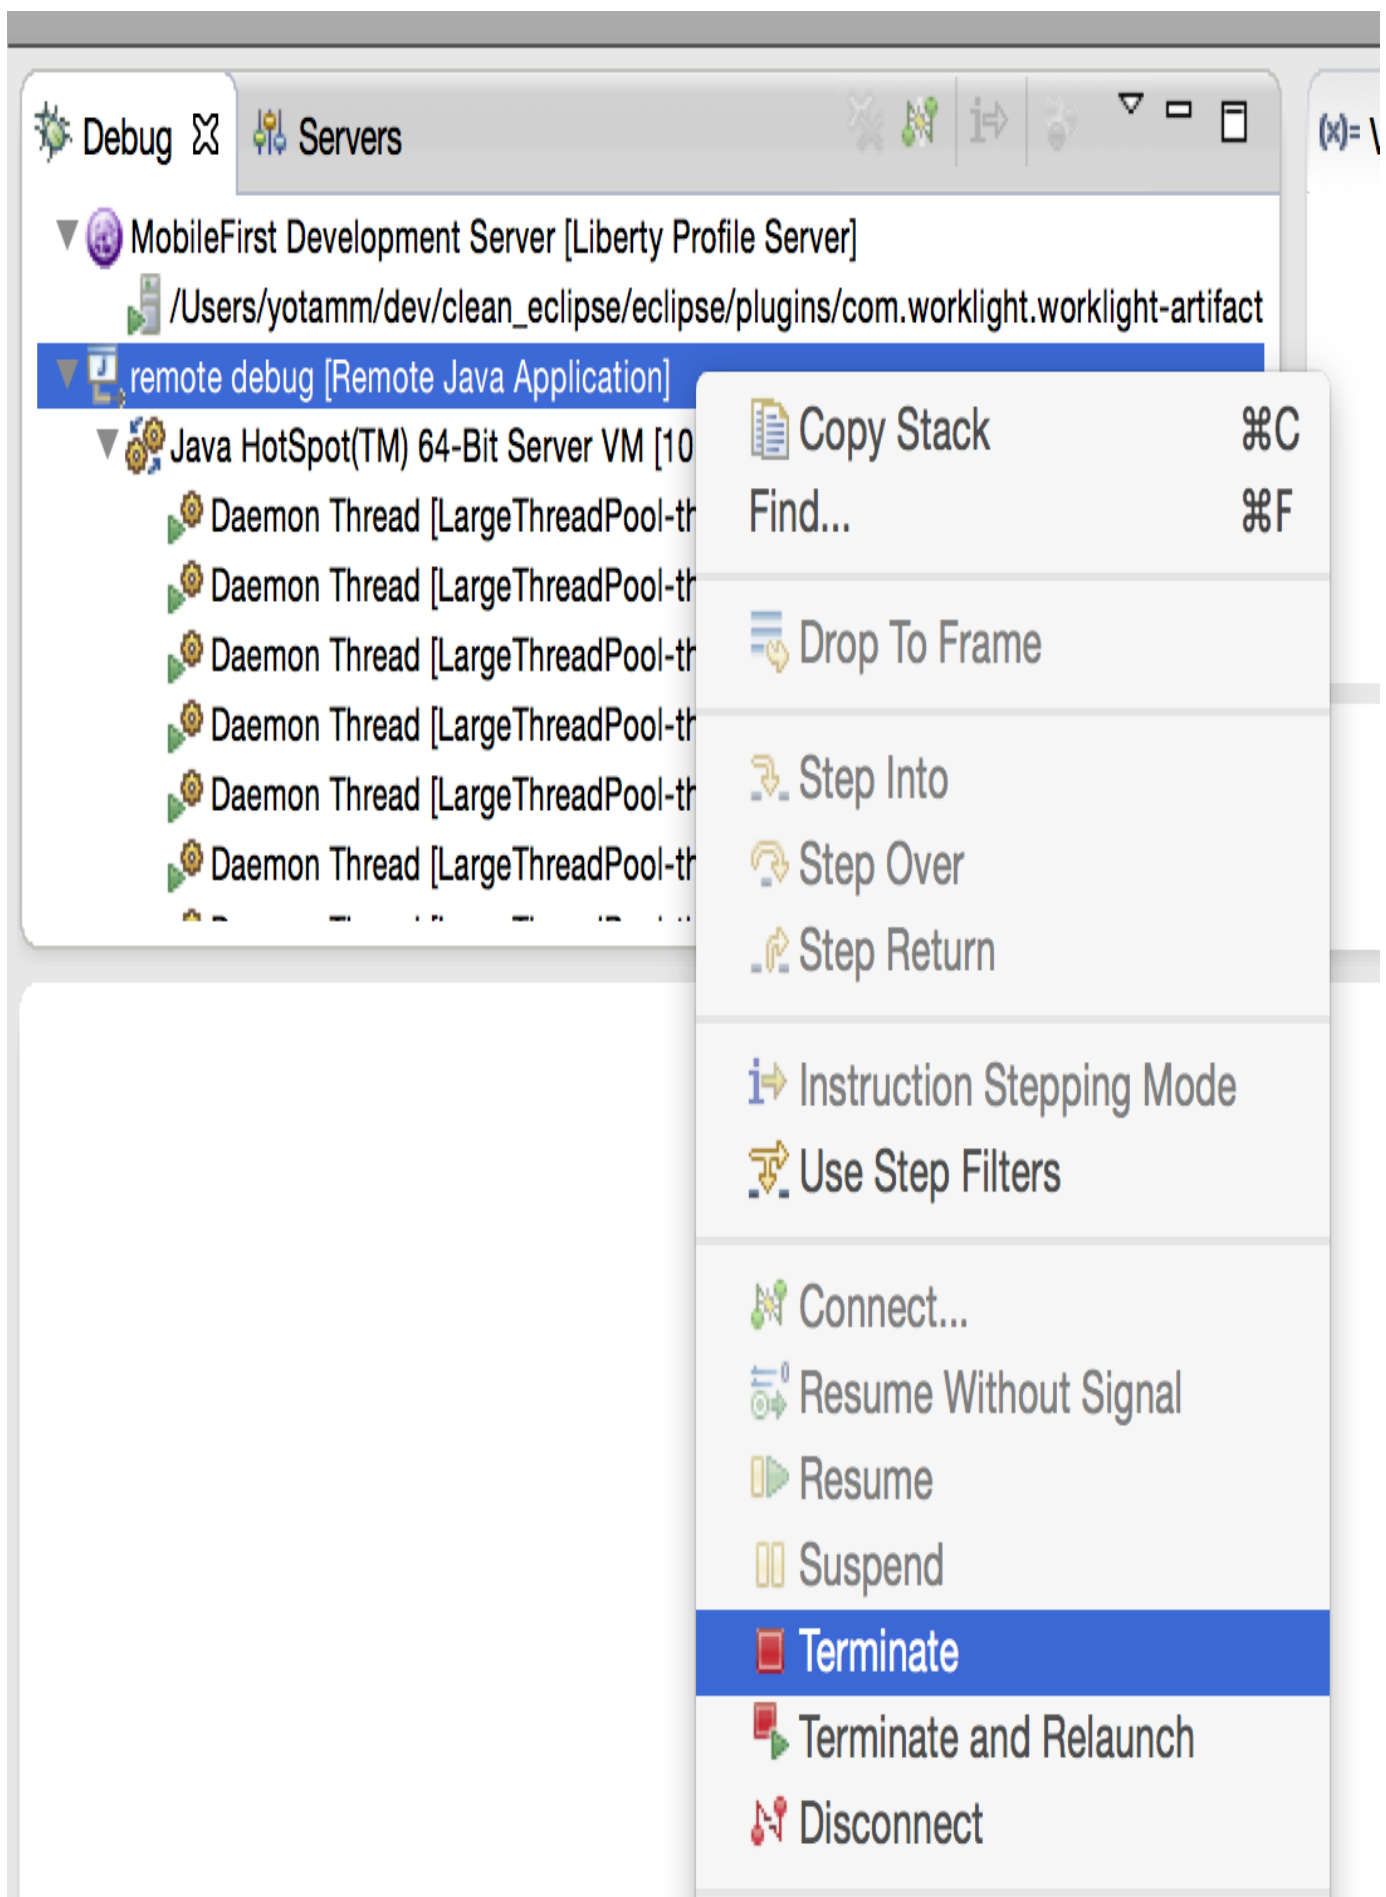 Debug Servers
(x)=
MobileFirst Development Server [Liberty Profile Server]
/Users/yotamm/dev/clean_eclipse/eclipse/plugins/com.worklight.worklight-artifact
remote debug [Remote Java Application]
Java HotSpot(TM) 64-Bit Server VM [10
Daemon Thread [LargeThreadPool-th
Daemon Thread [LargeThreadPool-th
Daemon Thread [LargeThreadPool-th
Daemon Thread [LargeThreadPool-th
Daemon Thread [LargeThreadPool-th
Daemon Thread [LargeThreadPool-th
Copy Stack ⌘C
Find... ⌘F
Drop To Frame
Step Into
Step Over
Step Return
Instruction Stepping Mode
Use Step Filters
Connect...
Resume Without Signal
Resume
Suspend
Terminate
Terminate and Relaunch
Disconnect